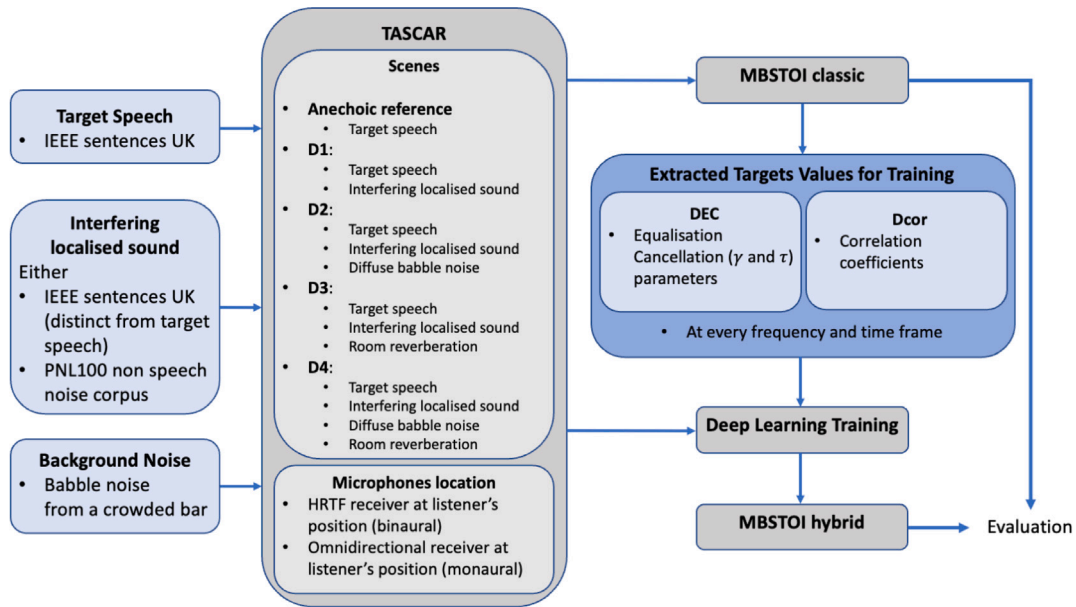 Target Speech
• IEEE sentences UK
Interfering
localised sound
Either
• IEEE sentences UK
(distinct from target
speech)
• PNL100 non speech
noise corpus
Background Noise
• Babble noise
from a crowded bar
TASCAR
Scenes
• Anechoic reference
• Target speech
• D1:
• Target speech
• Interfering localised sound
• D2:
• Target speech
• Interfering localised sound
• Diffuse babble noise
• D3:
• Target speech
• Interfering localised sound
• Room reverberation
• D4:
• Target speech
• Interfering localised sound
• Diffuse babble noise
• Room reverberation
Microphones location
• HRTF receiver at listener's
position (binaural)
• Omnidirectional receiver at
listener's position (monaural)
MBSTOI classic
Extracted Targets Values for Training
DEC
• Equalisation
Cancellation (γ and τ)
parameters
Dcor
• Correlation
coefficients
• At every frequency and time frame
Deep Learning Training
MBSTOI hybrid
Evaluation